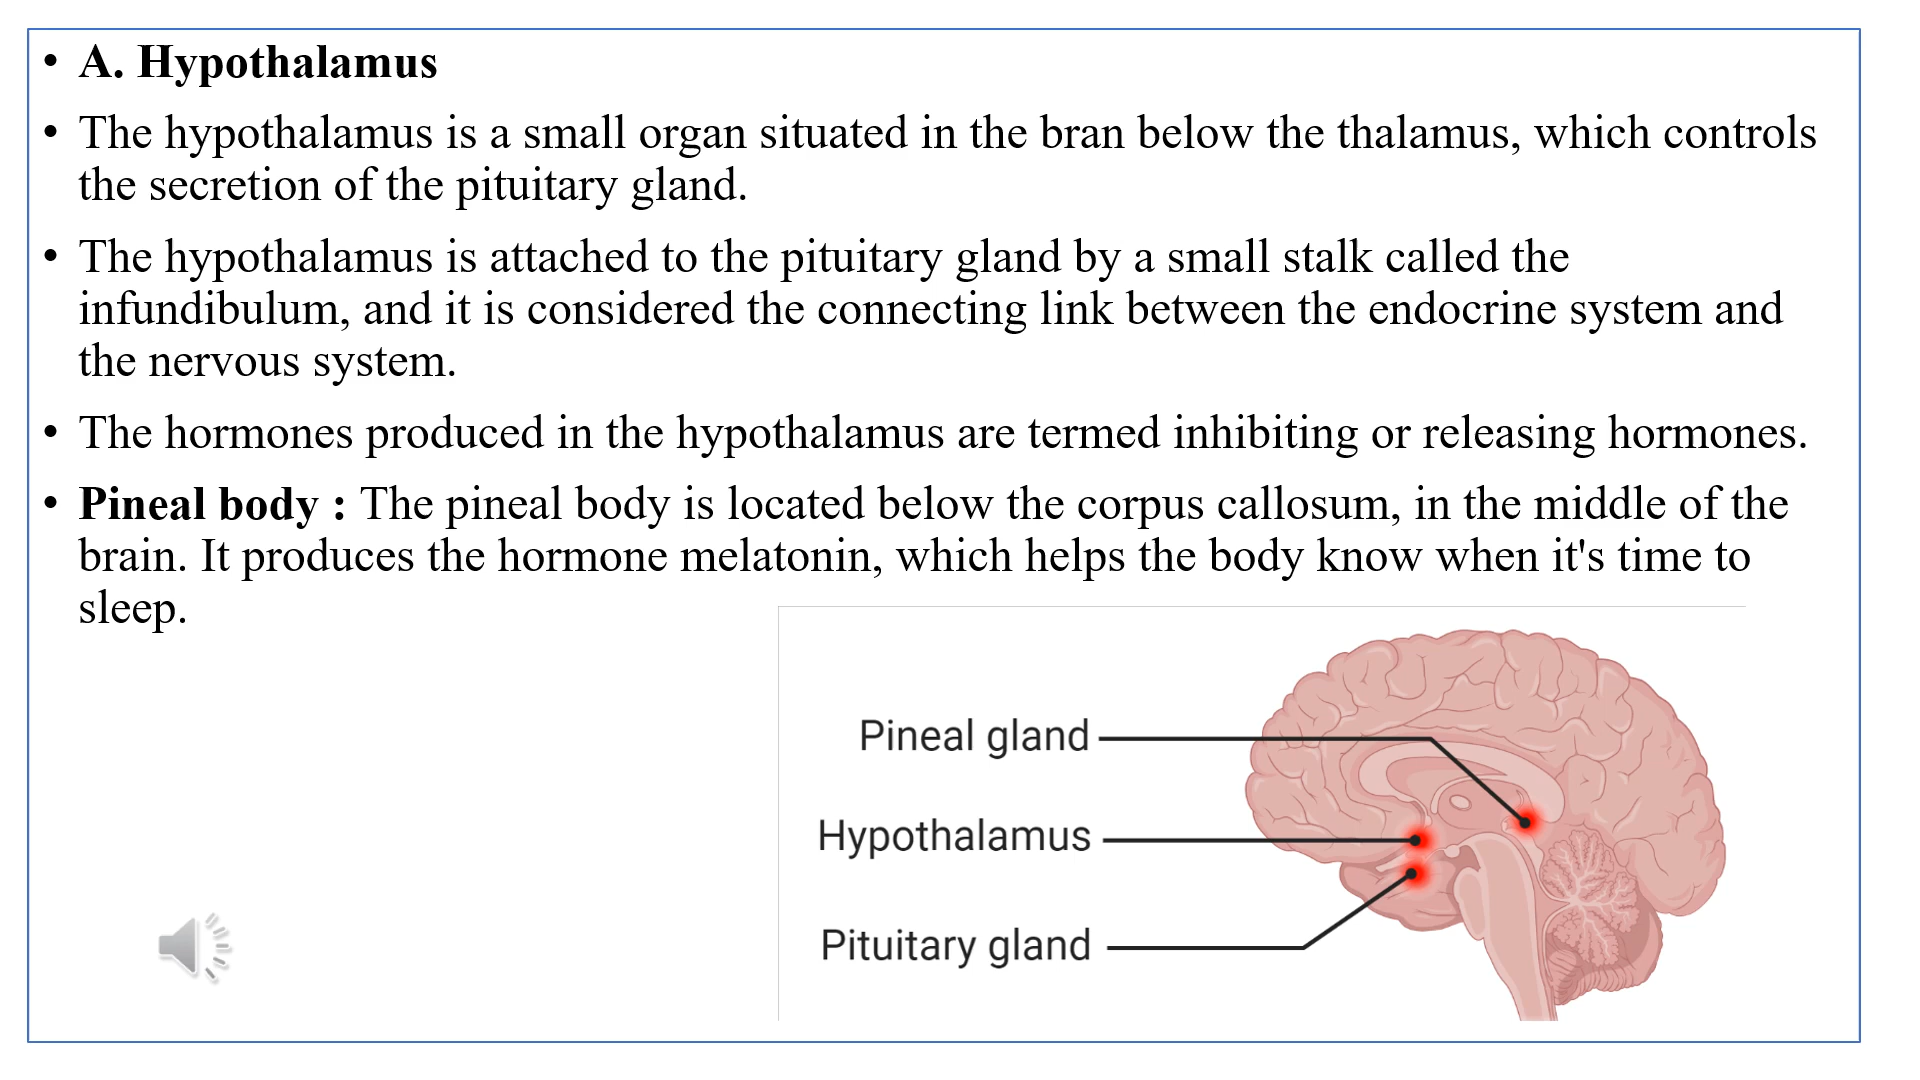 • A. Hypothalamus
• The hypothalamus is a small organ situated in the bran below the thalamus, which controls
the secretion of the pituitary gland.
• The hypothalamus is attached to the pituitary gland by a small stalk called the
infundibulum, and it is considered the connecting link between the endocrine system and
the nervous system.
• The hormones produced in the hypothalamus are termed inhibiting or releasing hormones.
• Pineal body : The pineal body is located below the corpus callosum, in the middle of the
brain. It produces the hormone melatonin, which helps the body know when it's time to
sleep.
Pineal gland
Hypothalamus
Pituitary gland